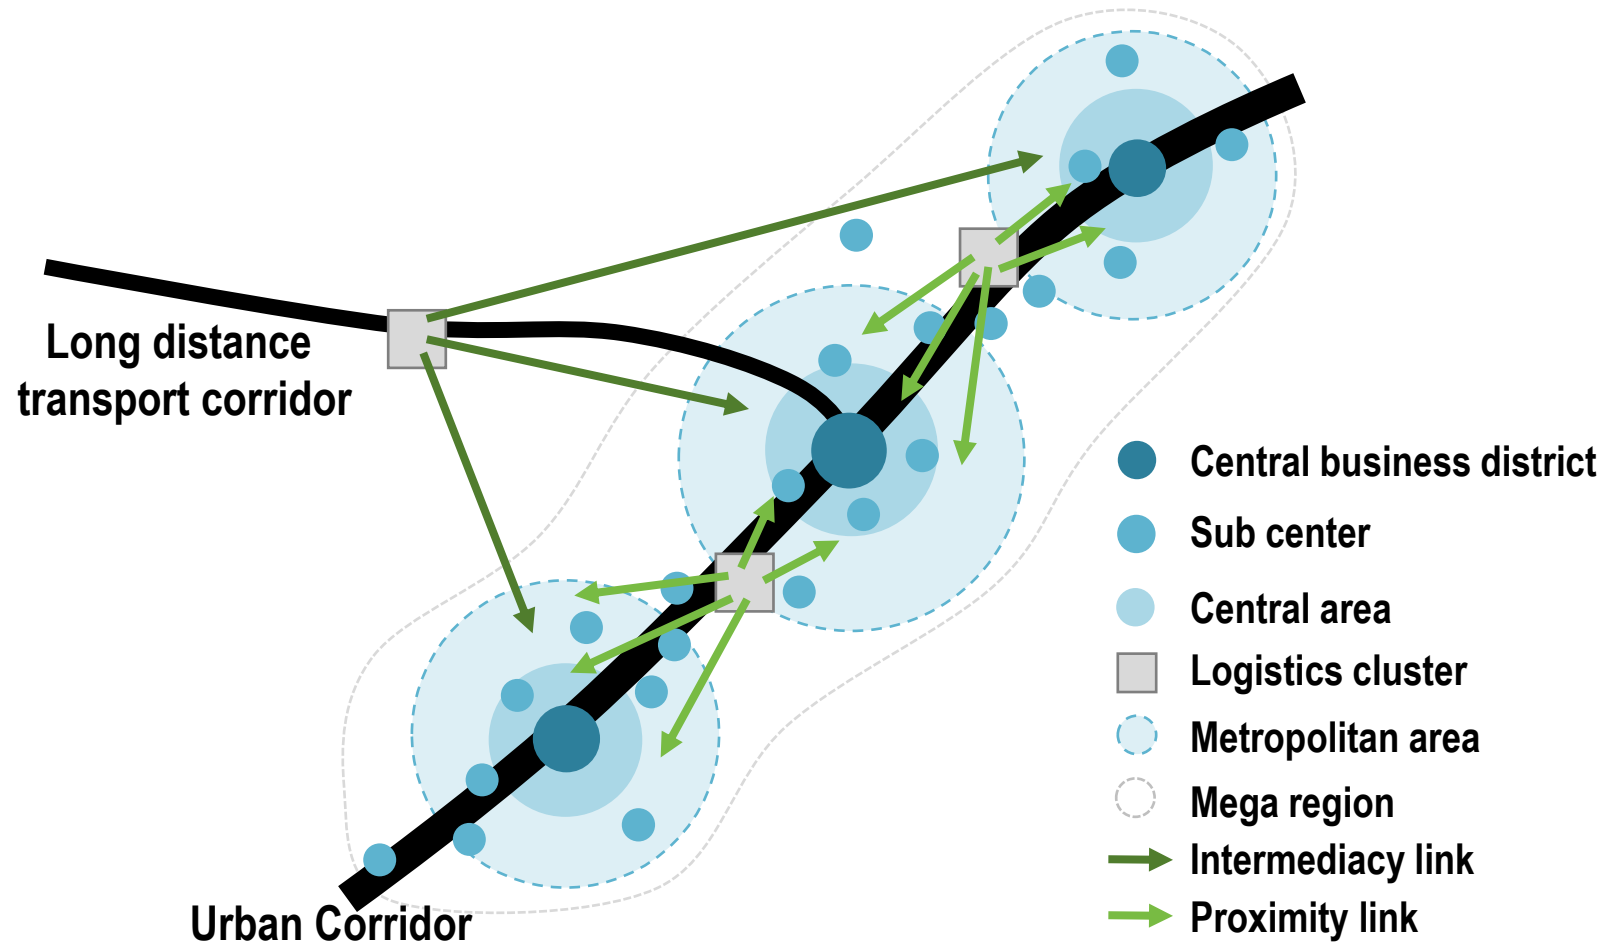 Long distance
transport corridor
Central business district
Sub center
Central area
Logistics cluster
Metropolitan area
Mega region
Intermediacy link
Proximity link
Urban Corridor